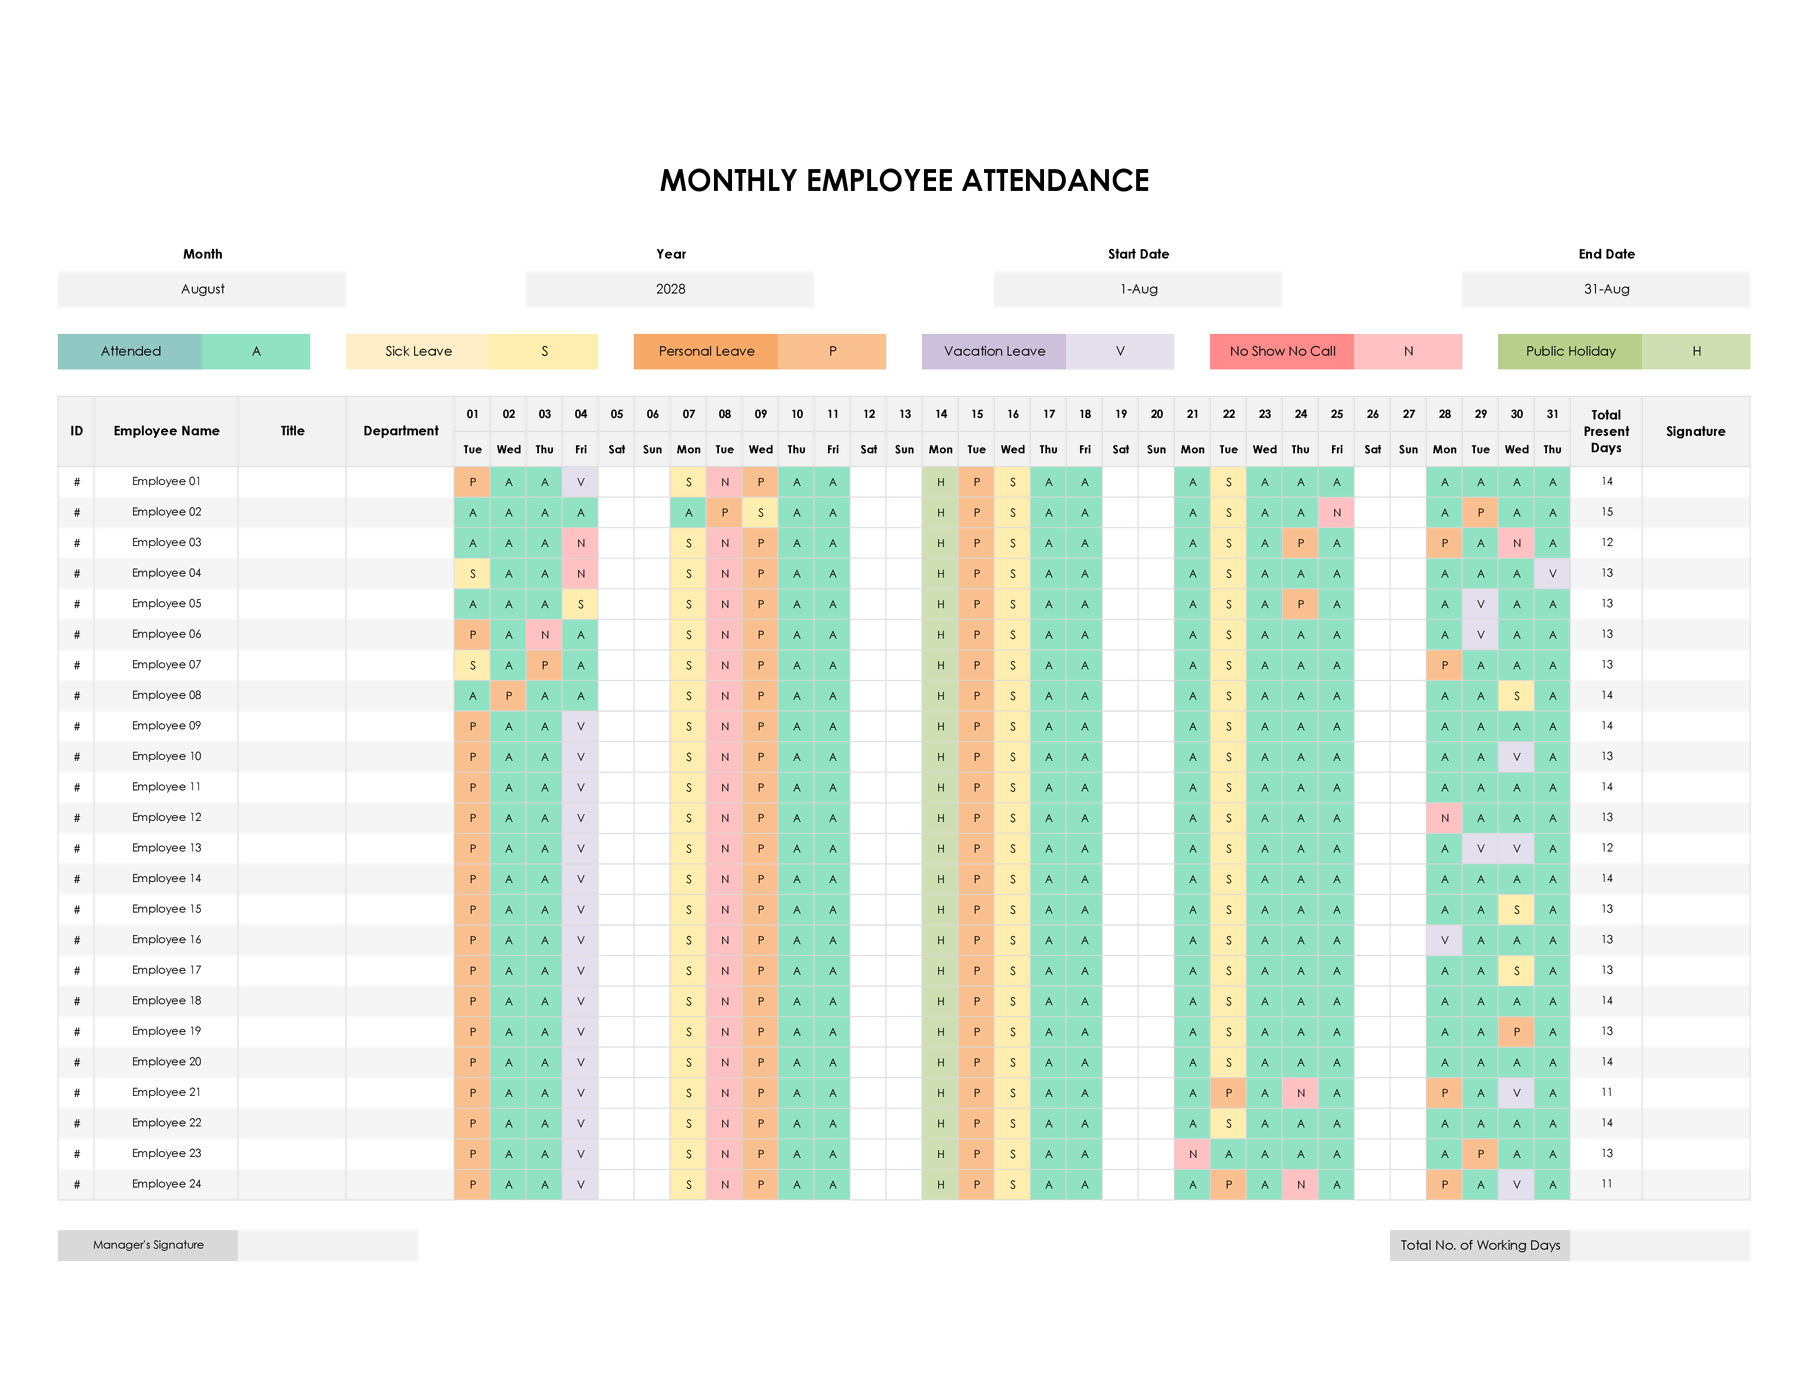 MONTHLY EMPLOYEE ATTENDANCE
Month Year Start Date End Date
August 2028 1-Aug 31-Aug
Attended A Sick Leave S Personal Leave P Vacation Leave V No Show No Call N Public Holiday H
ID Employee Name Title Department 01 02 03 04 05 06 07 08 09 10 11 12 13 14 15 16 17 18 19 20 21 22 23 24 25 26 27 28 29 30 31 Total Present Days Signature
Tue Wed Thu Fri Sat Sun Mon Tue Wed Thu Fri Sat Sun Mon Tue Wed Thu Fri Sat Sun Mon Tue Wed Thu Fri Sat Sun Mon Tue Wed Thu
# Employee 01 P A A V S N P A A H P S A A A S A A A A A A A 14
# Employee 02 A A A A A P S A A H P S A A A S A A N A P A A 15
# Employee 03 A A A N S N P A A H P S A A A S A P A P A N A 12
# Employee 04 S A A N S N P A A H P S A A A S A A A A A A V 13
# Employee 05 A A A S S N P A A H P S A A A S A P A A V A A 13
# Employee 06 P A N A S N P A A H P S A A A S A A A A V A A 13
# Employee 07 S A P A S N P A A H P S A A A S A A A P A A A 13
# Employee 08 A P A A S N P A A H P S A A A S A A A A A S A 14
# Employee 09 P A A V S N P A A H P S A A A S A A A A A A A 14
# Employee 10 P A A V S N P A A H P S A A A S A A A A A V A 13
# Employee 11 P A A V S N P A A H P S A A A S A A A A A A A 14
# Employee 12 P A A V S N P A A H P S A A A S A A A N A A A 13
# Employee 13 P A A V S N P A A H P S A A A S A A A A V V A 12
# Employee 14 P A A V S N P A A H P S A A A S A A A A A A A 14
# Employee 15 P A A V S N P A A H P S A A A S A A A A A S A 13
# Employee 16 P A A V S N P A A H P S A A A S A A A V A A A 13
# Employee 17 P A A V S N P A A H P S A A A S A A A A A S A 13
# Employee 18 P A A V S N P A A H P S A A A S A A A A A A A 14
# Employee 19 P A A V S N P A A H P S A A A S A A A A A P A 13
# Employee 20 P A A V S N P A A H P S A A A S A A A A A A A 14
# Employee 21 P A A V S N P A A H P S A A A P A N A P A V A 11
# Employee 22 P A A V S N P A A H P S A A A S A A A A A A A 14
# Employee 23 P A A V S N P A A H P S A A N A A A A A P A A 13
# Employee 24 P A A V S N P A A H P S A A A P A N A P A V A 11
Manager's Signature Total No. of Working Days